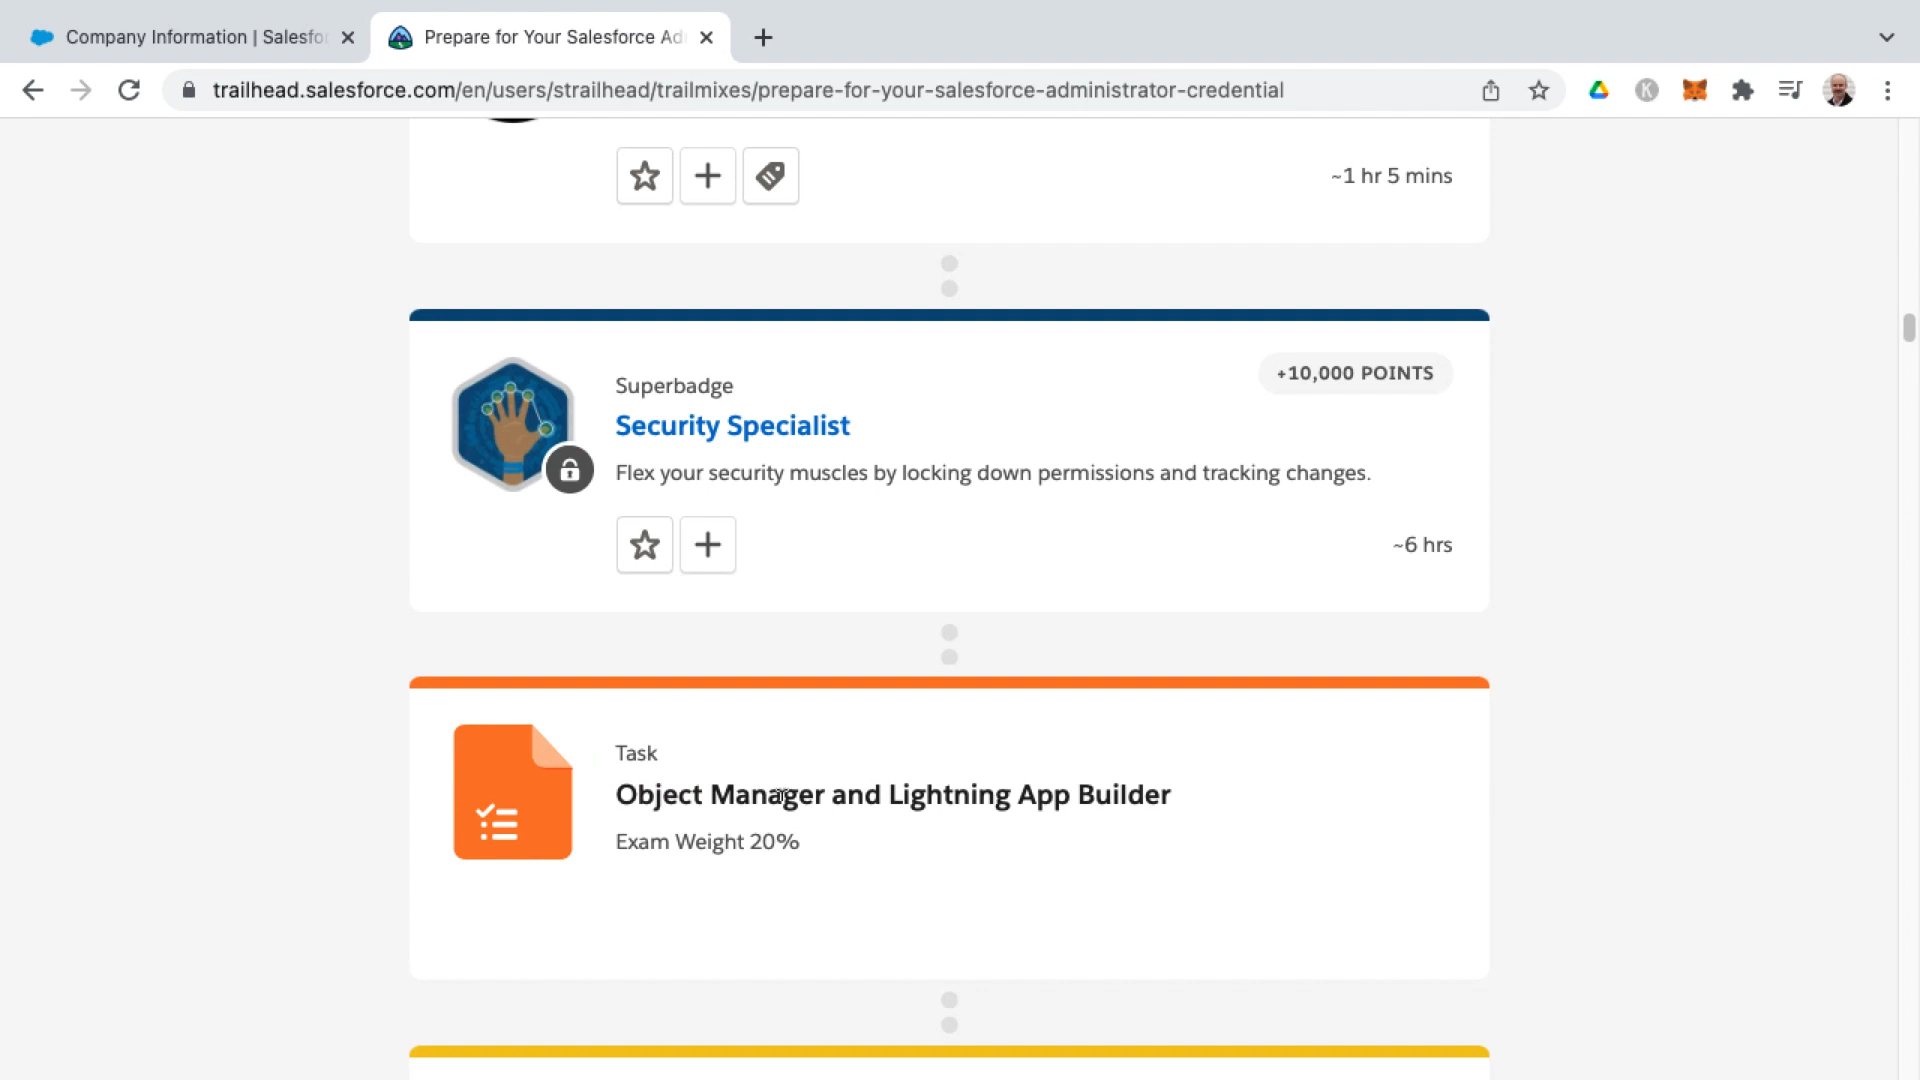 Company Information | Salesfo
Prepare for Your Salesforce Ad
trailhead.salesforce.com/en/users/strailhead/trailmixes/prepare-for-your-salesforce-administrator-credential
K
~1 hr 5 mins
+10,000 POINTS
Superbadge
Security Specialist
Flex your security muscles by locking down permissions and tracking changes.
~6 hrs
Task
Object Manager and Lightning App Builder
Exam Weight 20%